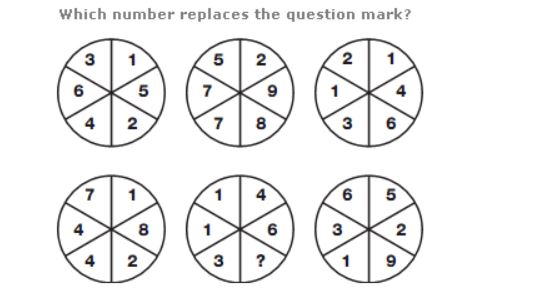 Which number replaces the question mark?
3 1 5 2 2 1
6 5 7 9 1 4
4 2 7 8 3 6
7 1 1 4 6 5
4 8 1 6 3 2
4 2 3 ? 1 9